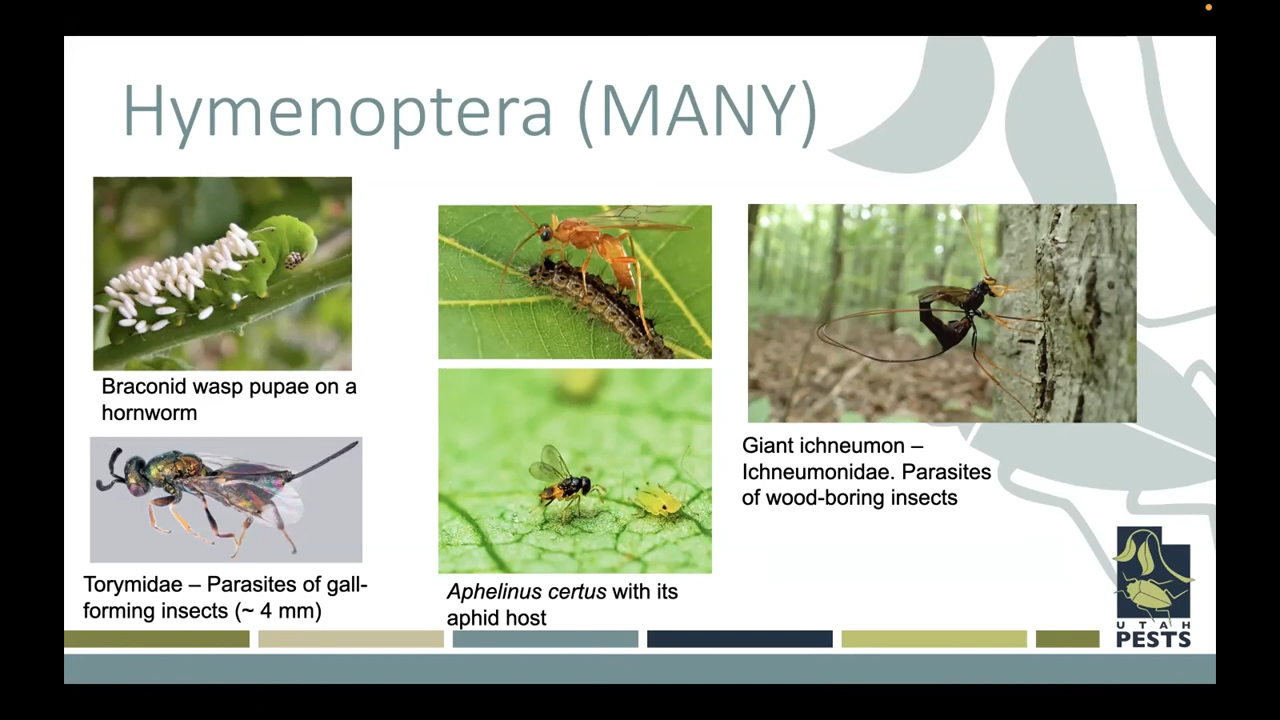 Hymenoptera (MANY)
Braconid wasp pupae on a
hornworm
Torymidae – Parasites of gall-
forming insects (~ 4 mm)
Aphelinus certus with its
aphid host
Giant ichneumon –
Ichneumonidae. Parasites
of wood-boring insects
UTAH
PESTS